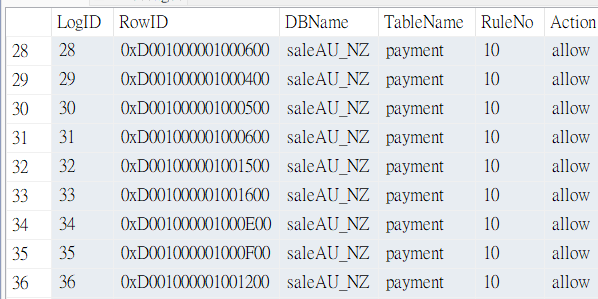 LogID RowID DBName TableName RuleNo Action
28 28 0xD001000001000600 saleAU_NZ payment 10 allow
29 29 0xD001000001000400 saleAU_NZ payment 10 allow
30 30 0xD001000001000500 saleAU_NZ payment 10 allow
31 31 0xD001000001000600 saleAU_NZ payment 10 allow
32 32 0xD001000001001500 saleAU_NZ payment 10 allow
33 33 0xD001000001001600 saleAU_NZ payment 10 allow
34 34 0xD001000001000E00 saleAU_NZ payment 10 allow
35 35 0xD001000001000F00 saleAU_NZ payment 10 allow
36 36 0xD001000001001200 saleAU_NZ payment 10 allow